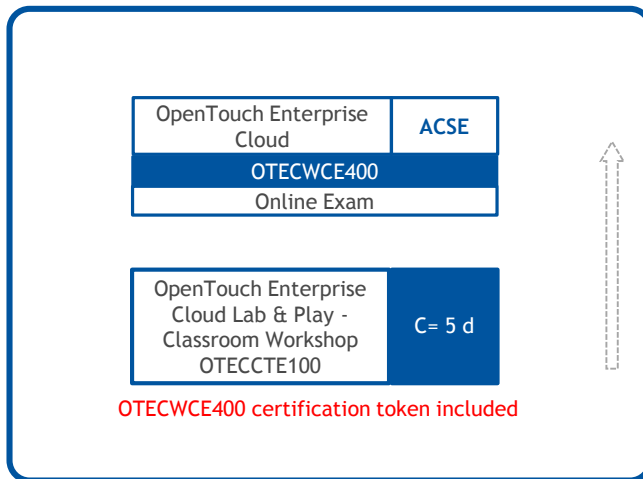 OpenTouch Enterprise
Cloud
ACSE
OTECWCE400
Online Exam
OpenTouch Enterprise
Cloud Lab & Play -
Classroom Workshop
OTECCTE100
C= 5 d
OTECWCE400 certification token included